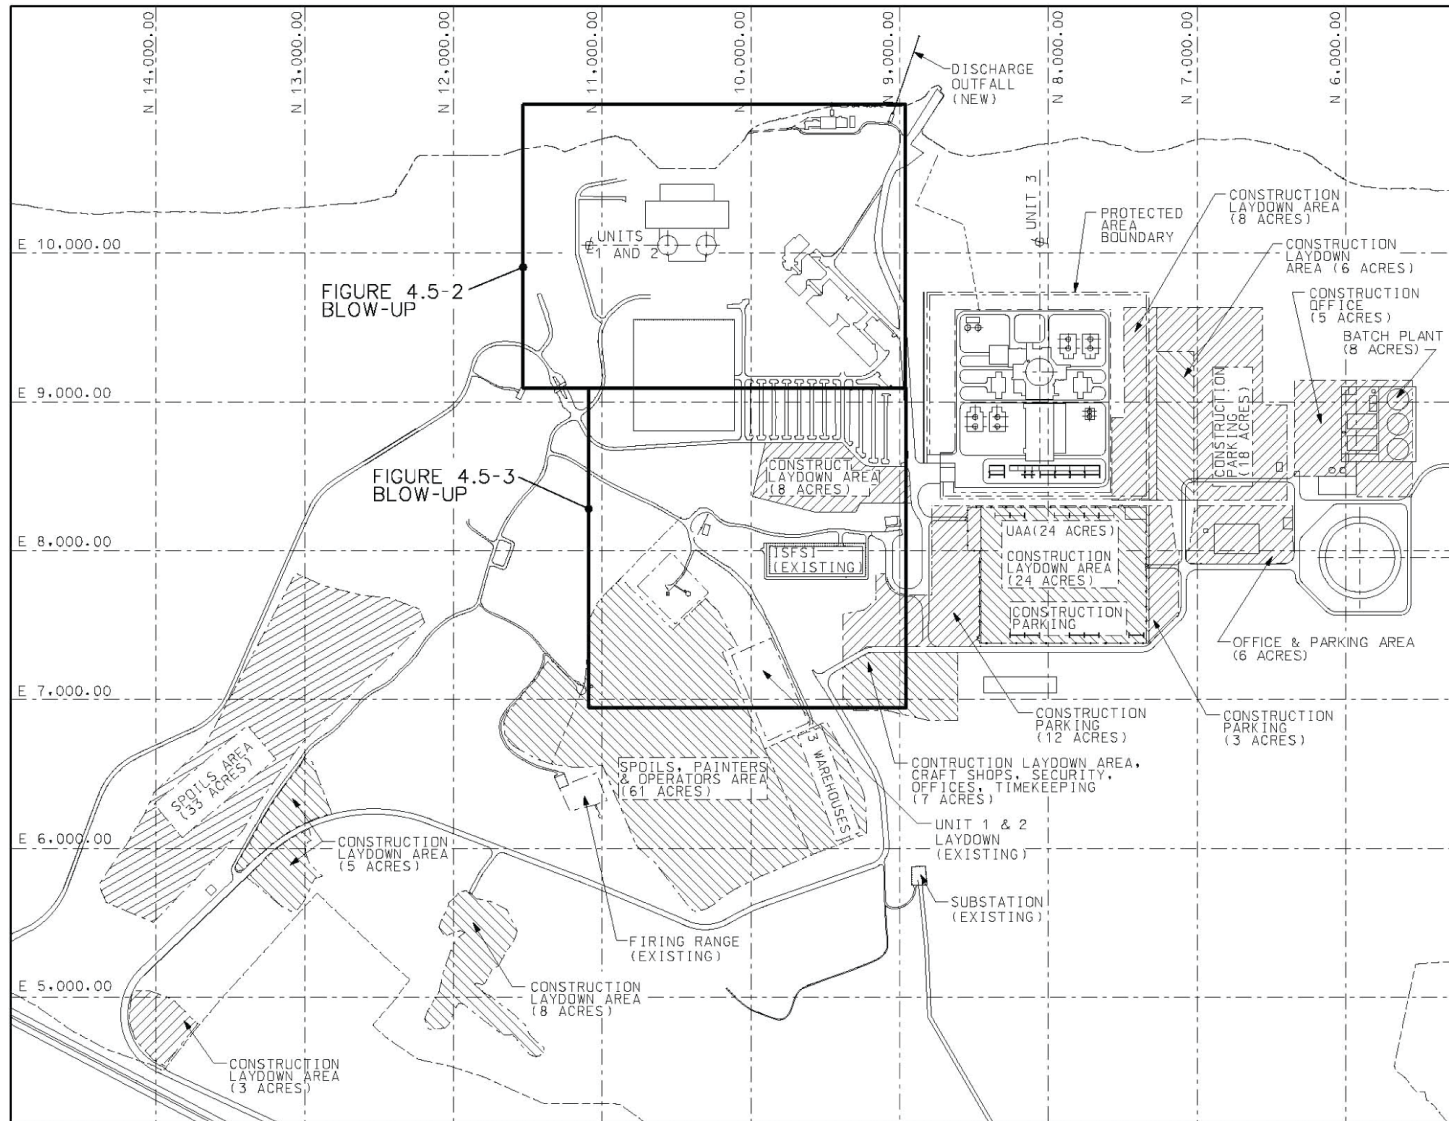 N 14,000.00
N 13,000.00
N 12,000.00
N 11,000.00
N 10,000.00
N 9,000.00
N 8,000.00
N 7,000.00
N 6,000.00
DISCHARGE
OUTFALL
(NEW)
E 10,000.00
UNITS
1 AND 2
UNIT 3
PROTECTED
AREA
BOUNDARY
CONSTRUCTION
LAYDOWN AREA
(8 ACRES)
CONSTRUCTION
LAYDOWN
AREA (6 ACRES)
CONSTRUCTION
OFFICE
(5 ACRES)
BATCH PLANT
(8 ACRES)
FIGURE 4.5-2
BLOW-UP
E 9,000.00
CONSTRUCTION
PARKING
(18 ACRES)
FIGURE 4.5-3
BLOW-UP
CONSTRUCT
LAYDOWN AREA
(8 ACRES)
E 8,000.00
ISFSI
(EXISTING)
UAA(24 ACRES)
CONSTRUCTION
LAYDOWN AREA
(24 ACRES)
CONSTRUCTION
PARKING
OFFICE & PARKING AREA
(6 ACRES)
E 7,000.00
CONSTRUCTION
PARKING
(12 ACRES)
CONSTRUCTION
PARKING
(3 ACRES)
SPOILS AREA
(33 ACRES)
SPOILS, PAINTERS
& OPERATORS AREA
(61 ACRES)
3 WAREHOUSES
CONTRUCTION LAYDOWN AREA,
CRAFT SHOPS, SECURITY,
OFFICES, TIMEKEEPING
(7 ACRES)
E 6,000.00
CONSTRUCTION
LAYDOWN AREA
(5 ACRES)
UNIT 1 & 2
LAYDOWN
(EXISTING)
SUBSTATION
(EXISTING)
FIRING RANGE
(EXISTING)
E 5,000.00
CONSTRUCTION
LAYDOWN AREA
(8 ACRES)
CONSTRUCTION
LAYDOWN AREA
(3 ACRES)